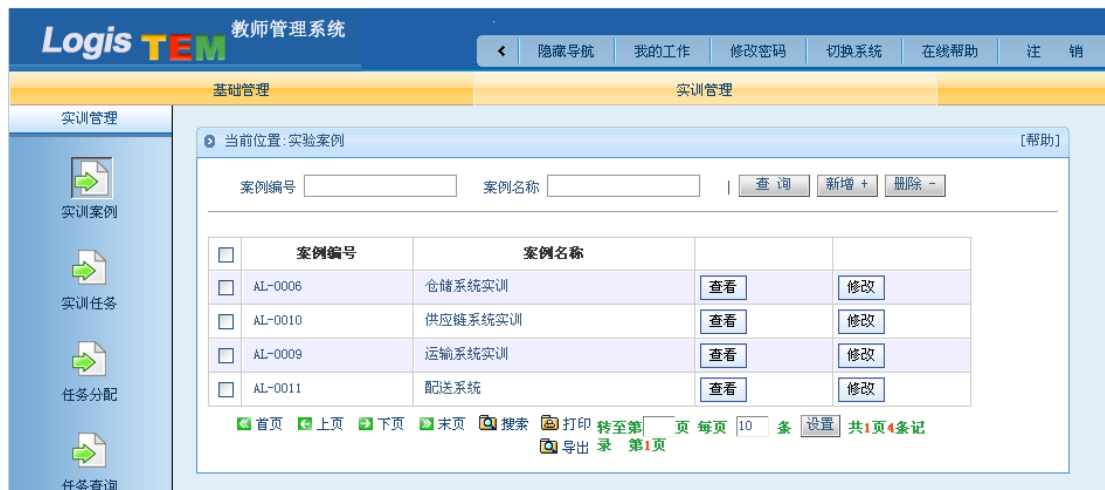 Logis TEM 教师管理系统
隐藏导航 我的工作 修改密码 切换系统 在线帮助 注 销
基础管理 实训管理
实训管理
当前位置:实验案例 [帮助]
案例编号 案例名称 | 查 询 新增 + 删除 -
实训案例
案例编号 案例名称
AL-0006 仓储系统实训 查看 修改
实训任务
AL-0010 供应链系统实训 查看 修改
AL-0009 运输系统实训 查看 修改
任务分配
AL-0011 配送系统 查看 修改
首页 上页 下页 末页 搜索 打印 转至第 页 每页 10 条 设置 共1页4条记
导出 录 第1页
任务查询